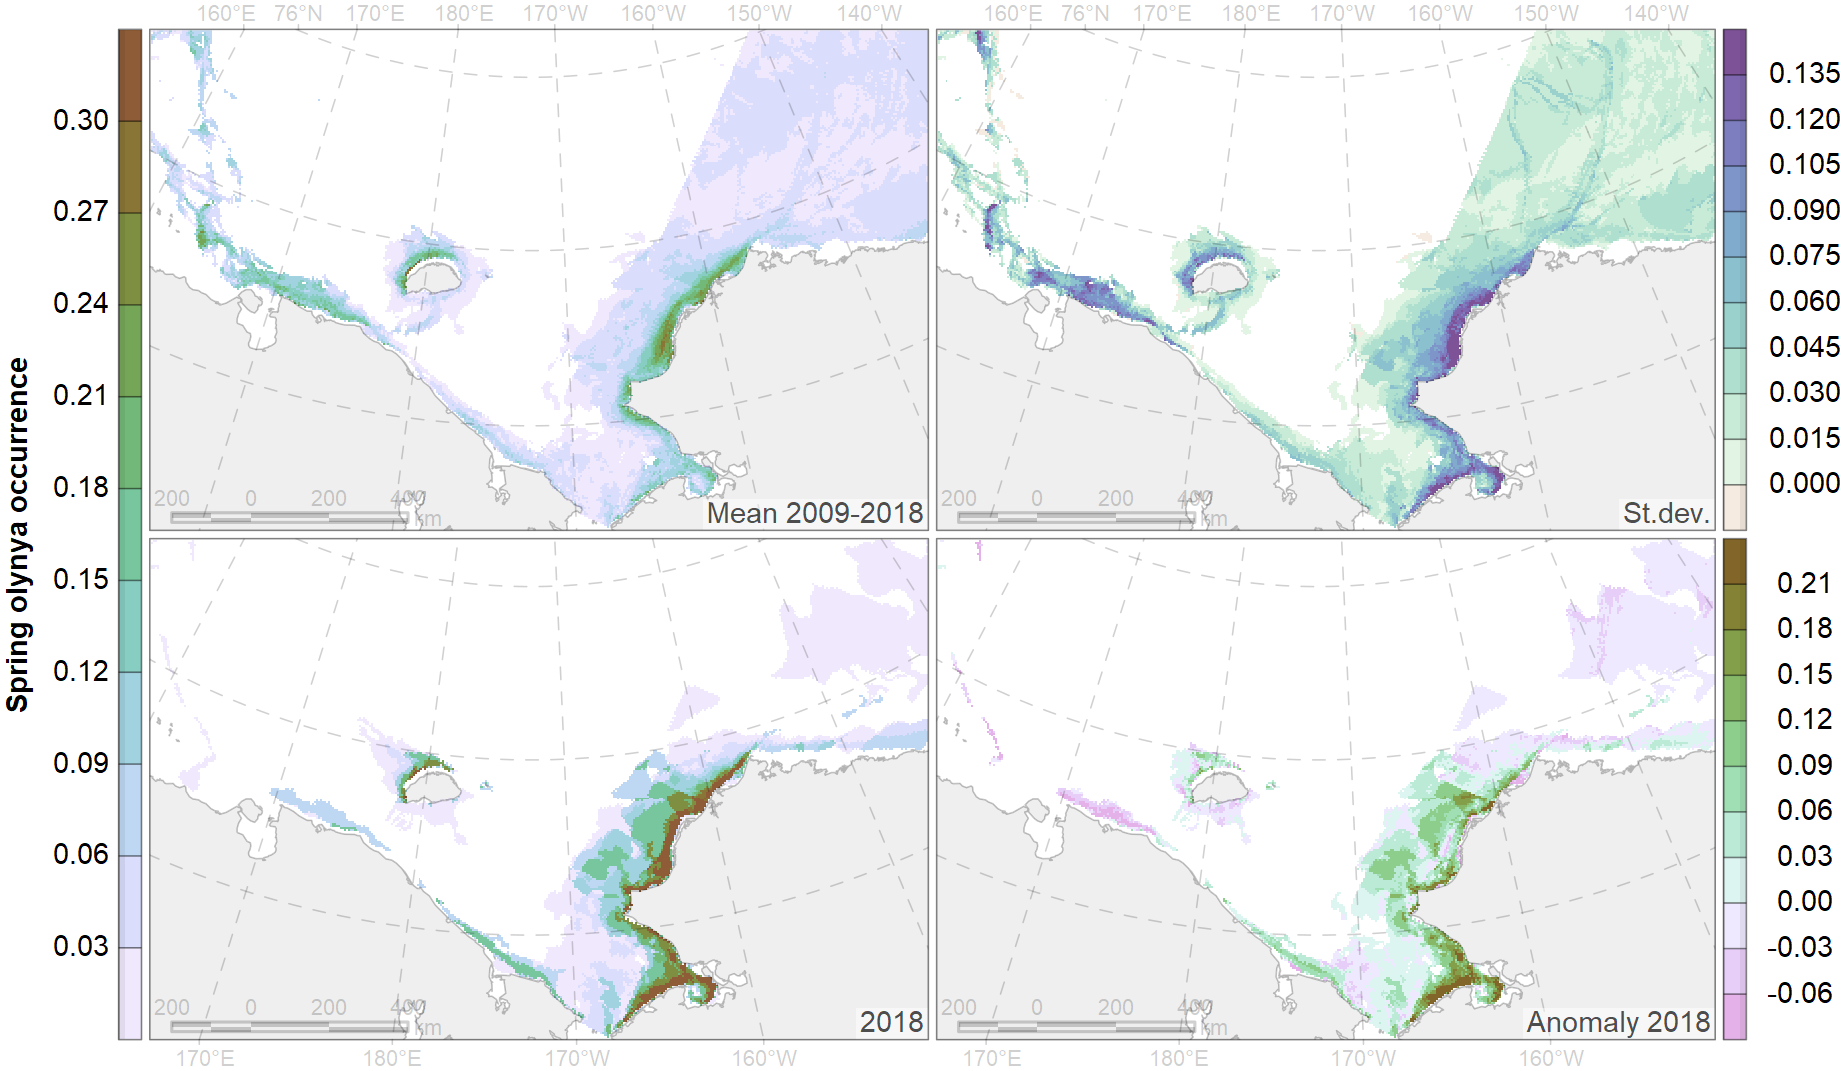 160°E 76°N 170°E 180°E 170°W 160°W 150°W 140°W
160°E 76°N 170°E 180°E 170°W 160°W 150°W 140°W
Spring olynya occurrence
0.30
0.27
0.24
0.21
0.18
0.15
0.12
0.09
0.06
0.03
200 0 200 400 km
Mean 2009-2018
200 0 200 400 km
St.dev.
0.135
0.120
0.105
0.090
0.075
0.060
0.045
0.030
0.015
0.000
200 0 200 400 km
2018
200 0 200 400 km
Anomaly 2018
0.21
0.18
0.15
0.12
0.09
0.06
0.03
0.00
-0.03
-0.06
170°E 180°E 170°W 160°W
170°E 180°E 170°W 160°W